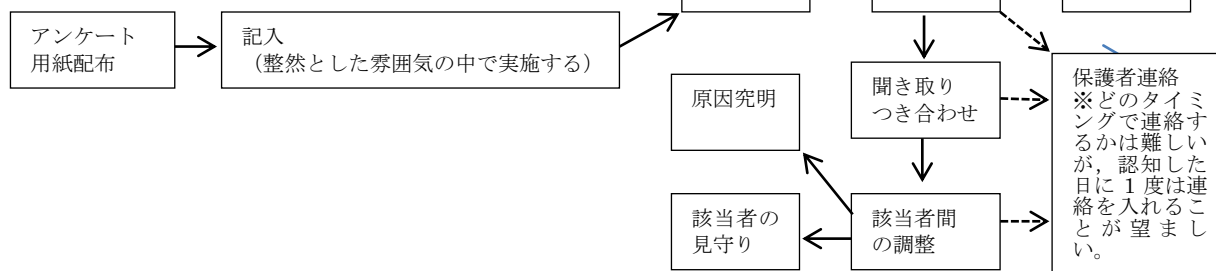 アンケート
用紙配布
記入
（整然とした雰囲気の中で実施する）
原因究明
聞き取り
つき合わせ
該当者の
見守り
該当者間
の調整
保護者連絡
※どのタイミ
ングで連絡す
るかは難しい
が，認知した
日に 1 度は連
絡を入れるこ
とが望まし
い。